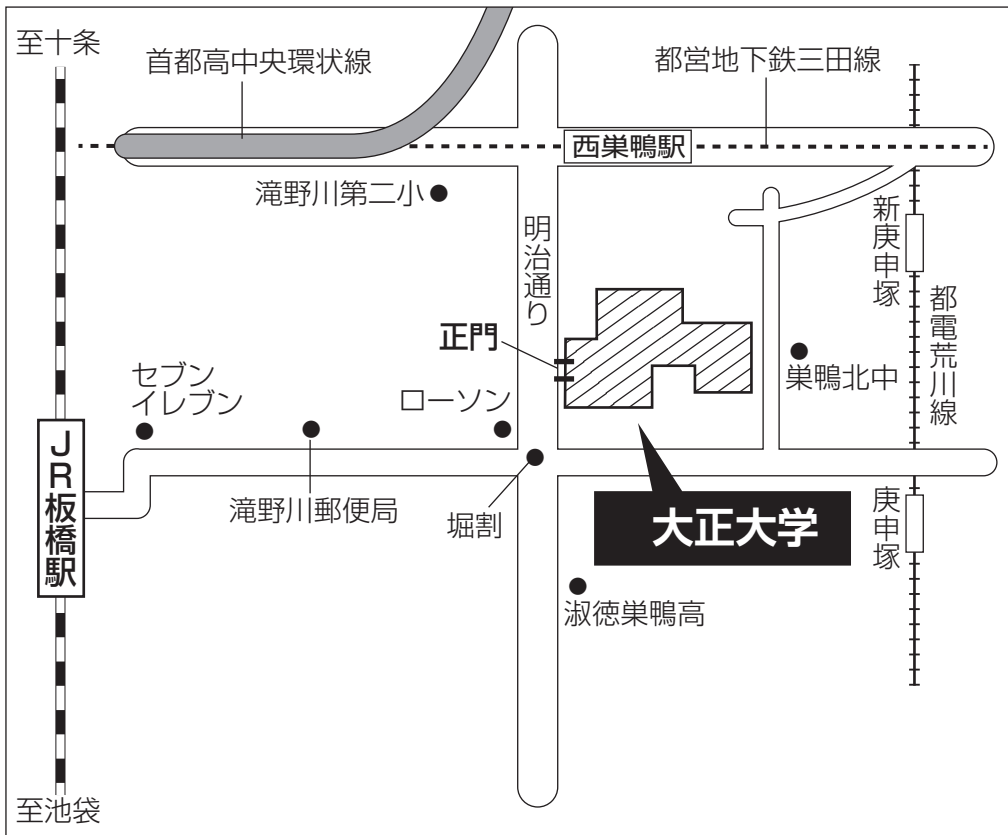 至十条
首都高中央環状線
都営地下鉄三田線
西巣鴨駅
滝野川第二小
明治通り
新庚申塚
都電荒川線
正門
巣鴨北中
セブン
イレブン
ローソン
JR板橋駅
滝野川郵便局
堀割
大正大学
庚申塚
淑徳巣鴨高
至池袋